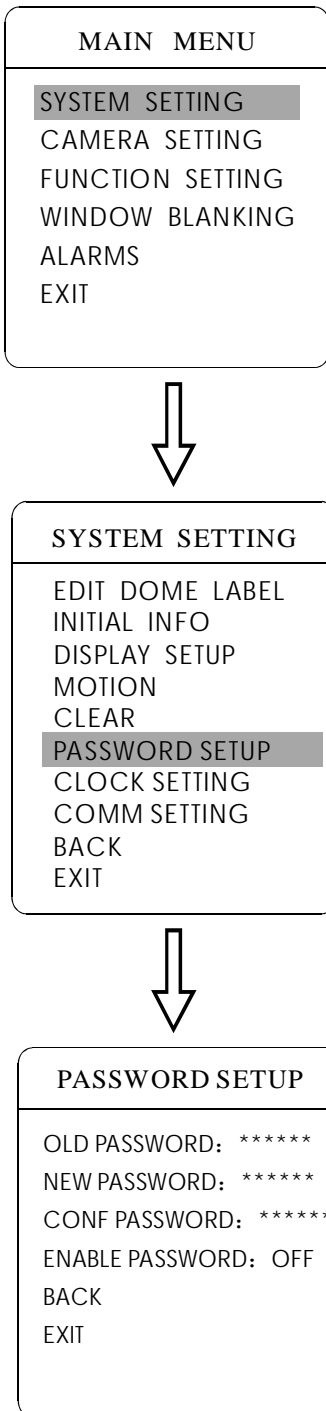 MAIN MENU
SYSTEM SETTING
CAMERA SETTING
FUNCTION SETTING
WINDOW BLANKING
ALARMS
EXIT
SYSTEM SETTING
EDIT DOME LABEL
INITIAL INFO
DISPLAY SETUP
MOTION
CLEAR
PASSWORD SETUP
CLOCK SETTING
COMM SETTING
BACK
EXIT
PASSWORD SETUP
OLD PASSWORD：******
NEW PASSWORD：******
CONF PASSWORD：******
ENABLE PASSWORD：OFF
BACK
EXIT